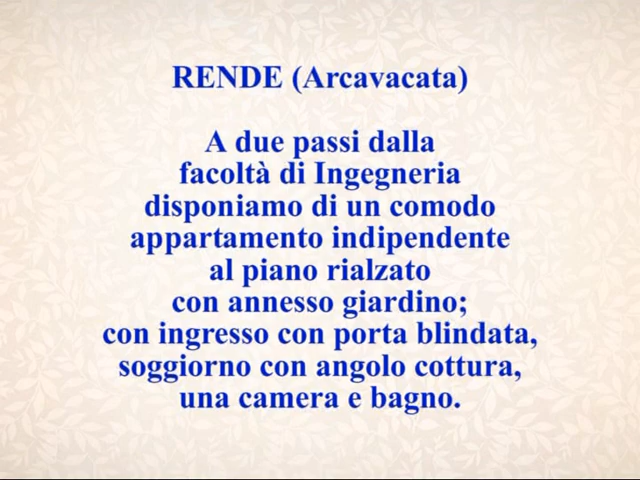 RENDE (Arcavacata)
A due passi dalla
facoltà di Ingegneria
disponiamo di un comodo
appartamento indipendente
al piano rialzato
con annesso giardino;
con ingresso con porta blindata,
soggiorno con angolo cottura,
una camera e bagno.